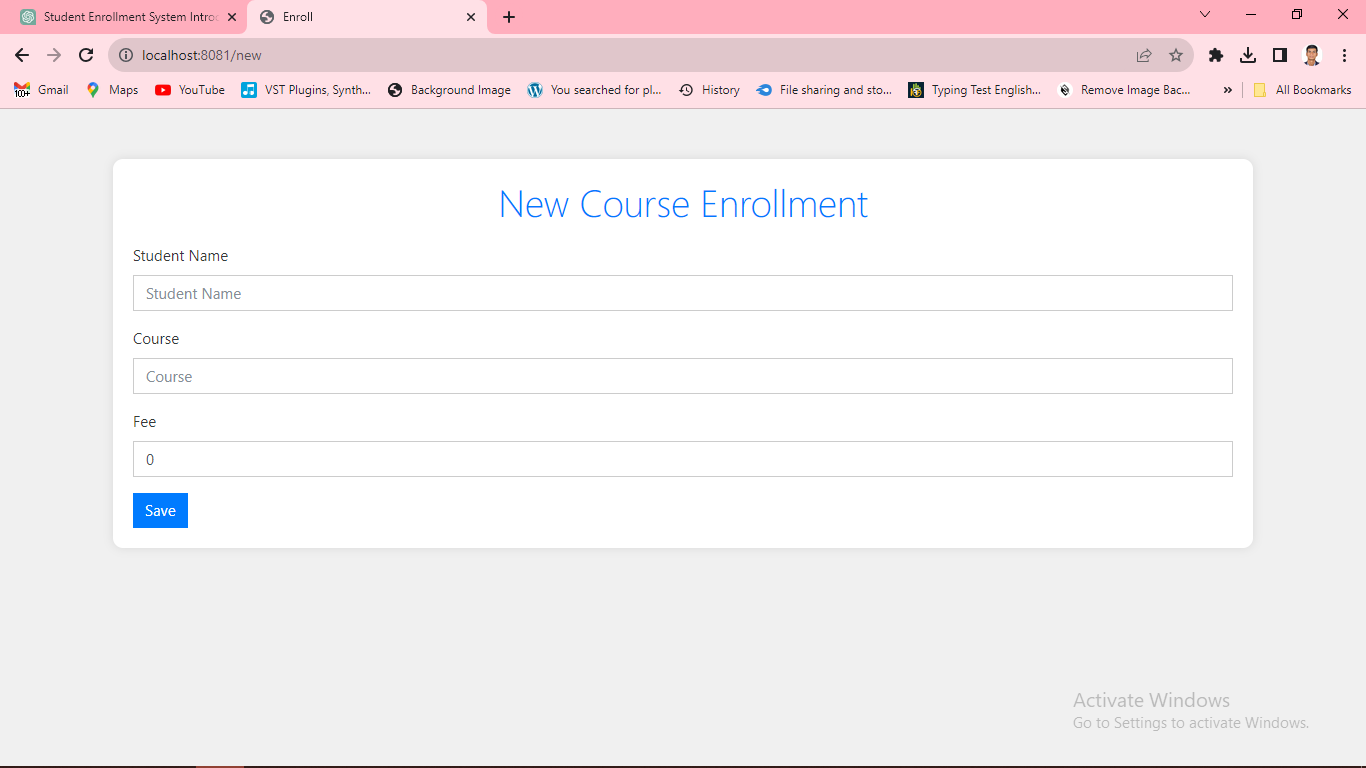 Student Enrollment System Intro
Enroll
localhost:8081/new
100+
Gmail
Maps
YouTube
VST Plugins, Synth...
Background Image
You searched for pl...
History
File sharing and sto...
Typing Test English...
Remove Image Bac...
»
All Bookmarks
New Course Enrollment
Student Name
Student Name
Course
Course
Fee
0
Save
Activate Windows
Go to Settings to activate Windows.